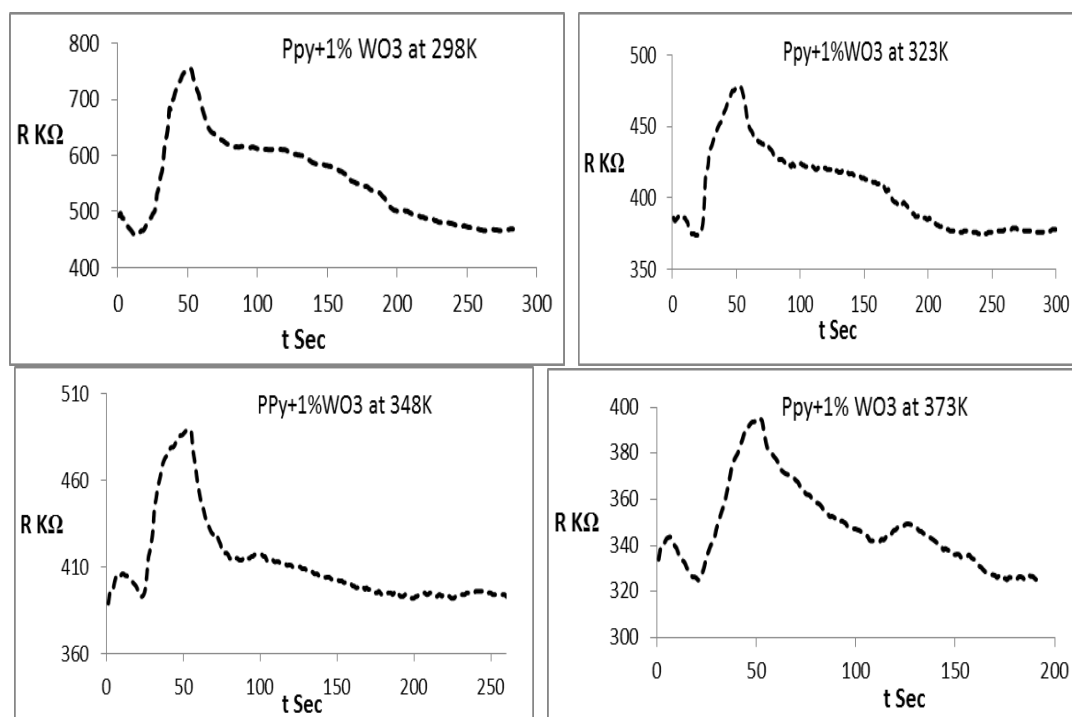 Ppy+1% WO3 at 298K
800
700
R KΩ
600
500
400
0 50 100 150 200 250 300
t Sec
Ppy+1%WO3 at 323K
500
450
R KΩ
400
350
0 50 100 150 200 250 300
t Sec
PPy+1%WO3 at 348K
510
460
R KΩ
410
360
0 50 100 150 200 250
t Sec
Ppy+1% WO3 at 373K
400
380
360
R KΩ
340
320
300
0 50 100 150 200
t Sec